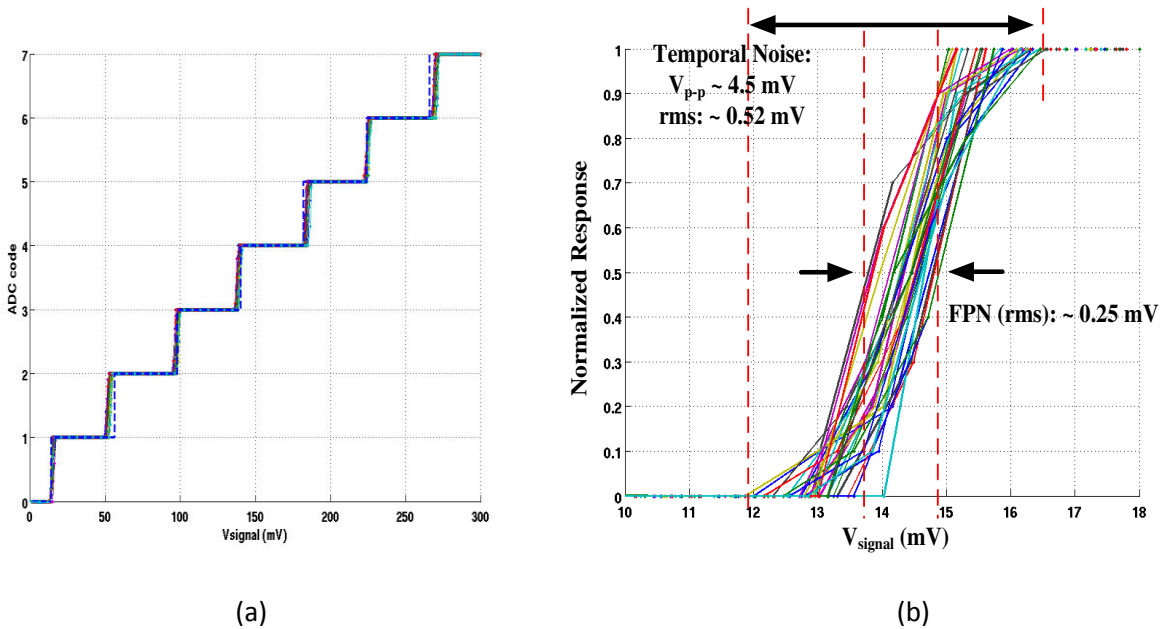 7
6
5
4
3
2
1
0
ADC code
0 50 100 150 200 250 300
Vsignal (mV)
(a)
Temporal Noise:
Vp-p ~ 4.5 mV
rms: ~ 0.52 mV
1
0.9
0.8
0.7
0.6
0.5
0.4
0.3
0.2
0.1
0
Normalized Response
FPN (rms): ~ 0.25 mV
10 11 12 13 14 15 16 17 18
Vsignal (mV)
(b)